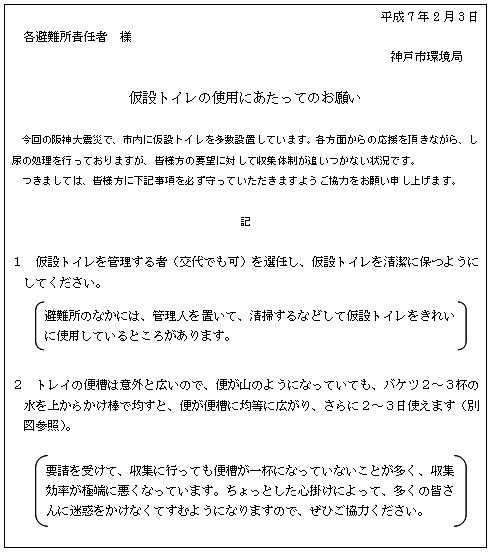 平成７年２月３日
各避難所責任者　様
神戸市環境局
仮設トイレの使用にあたってのお願い
今回の阪神大震災で、市内に仮設トイレを多数設置しています。各方面からの応援を頂きながら、し
尿の処理を行っておりますが、皆様方の要望に対して収集体制が追いつかない状況です。
つきましては、皆様方に下記事項を必ず守っていただきますようご協力をお願い申し上げます。
記
１　仮設トイレを管理する者（交代でも可）を選任し、仮設トイレを清潔に保つようにしてください。
避難所のなかには、管理人を置いて、清掃するなどして仮設トイレをきれい
に使用しているところがあります。
２　トレイの便槽は意外と広いので、便が山のようになっていても、バケツ２～３杯の
水を上からかけ棒で均すと、便が便槽に均等に広がり、さらに２～３日使えます（別
図参照）。
要請を受けて、収集に行っても便槽が一杯になっていないことが多く、収集
効率が極端に悪くなっています。ちょっとした心掛けによって、多くの皆さ
んに迷惑をかけなくてすむようになりますので、ぜひご協力ください。